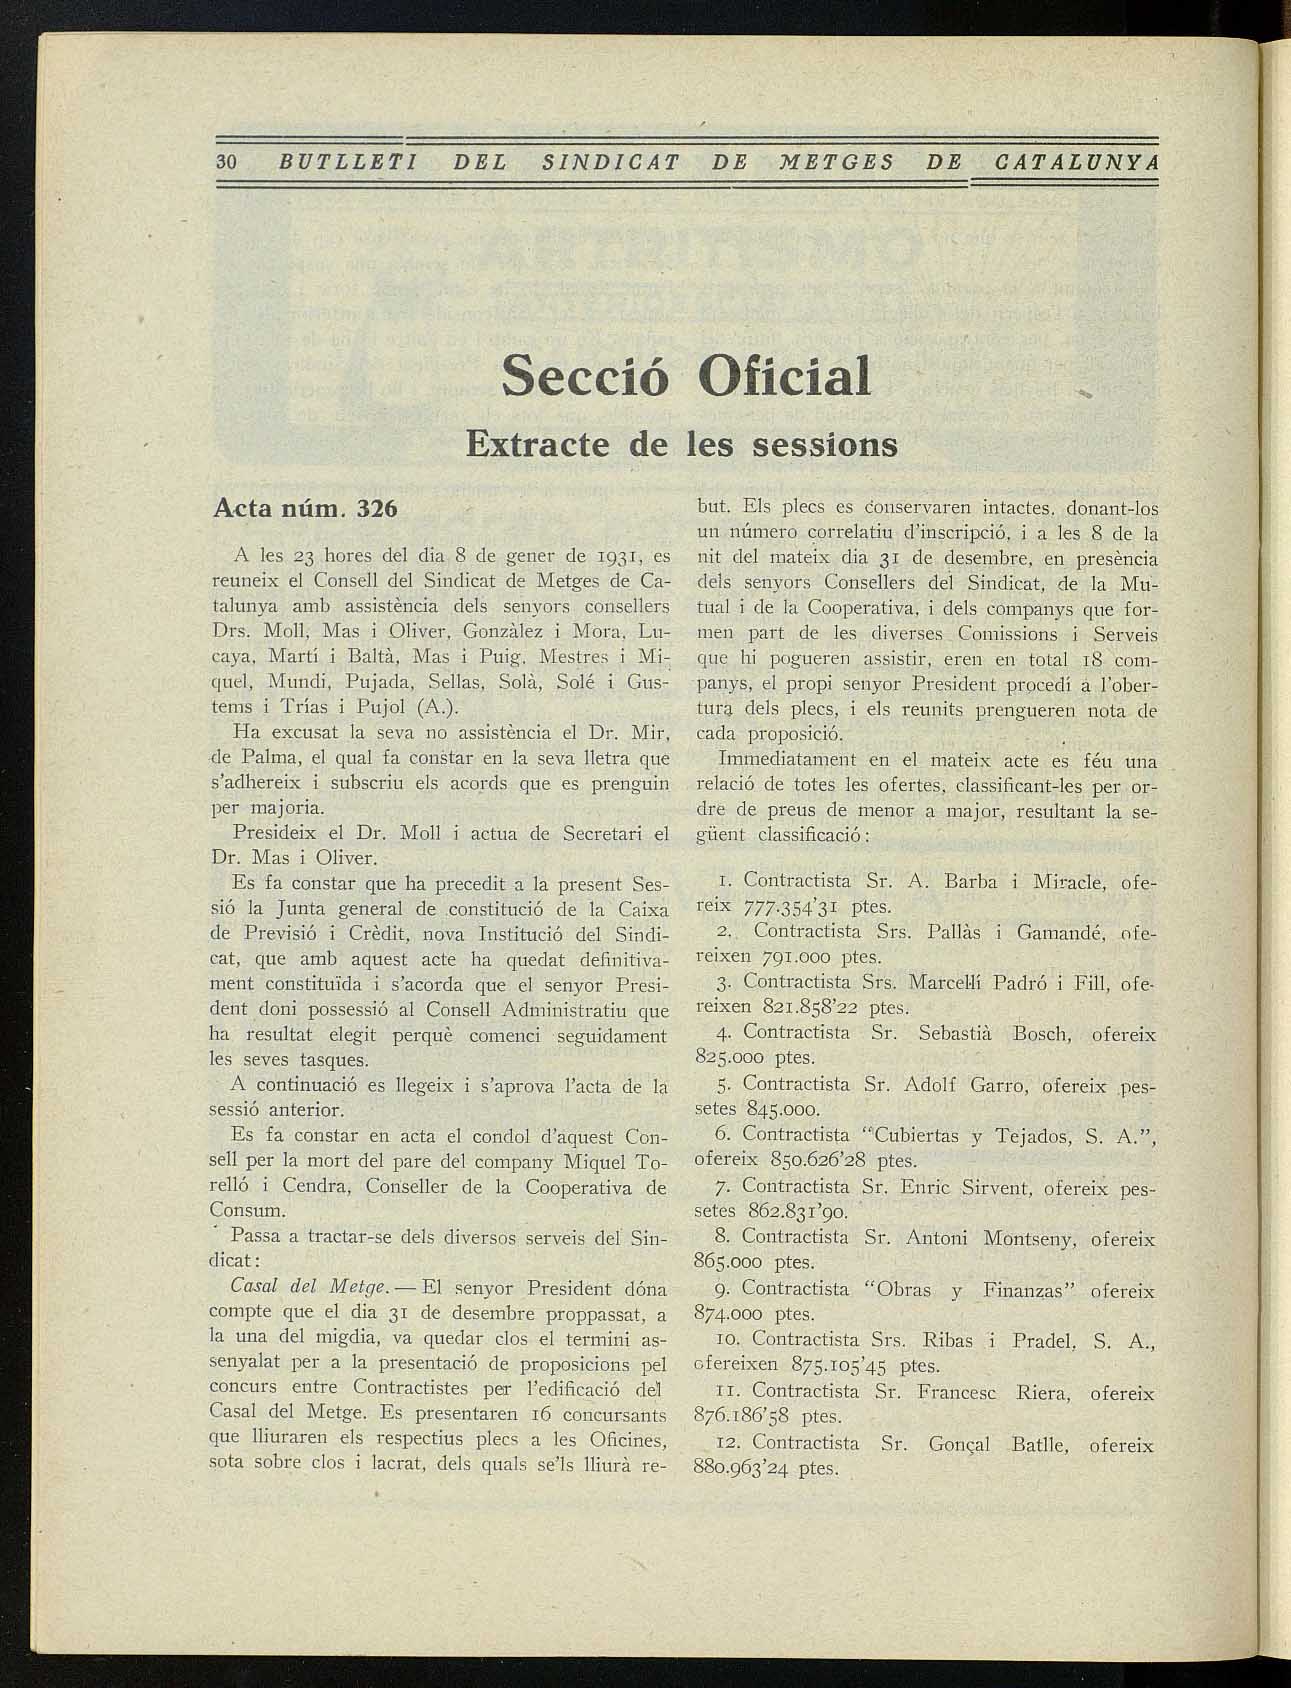 30 BUTLLETI DEL SINDICAT DE METGES DE CATALUNYA
Secció Oficial
Extracte de les sessions
Acta núm. 326
A les 23 hores del dia 8 de gener de 1931, es
reuneix el Consell del Sindicat de Metges de Ca-
talunya amb assistència dels senyors consellers
Drs. Moll, Mas i Oliver, Gonzàlez i Mora, Lu-
caya, Martí i Baltà, Mas i Puig, Mestres i Mi-
quel, Mundi, Pujada, Sellas, Solà, Solé i Gus-
tems i Trías i Pujol (A.).
Ha excusat la seva no assistència el Dr. Mir,
de Palma, el qual fa constar en la seva lletra que
s'adhereix i subscriu els acords que es prenguin
per majoria.
Presideix el Dr. Moll i actua de Secretari el
Dr. Mas i Oliver.
Es fa constar que ha precedit a la present Ses-
sió la Junta general de constitució de la Caixa
de Previsió i Crèdit, nova Institució del Sindi-
cat, que amb aquest acte ha quedat definitiva-
ment constituïda i s'acorda que el senyor Presi-
dent doni possessió al Consell Administratiu que
ha resultat elegit perquè comenci seguidament
les seves tasques.
A continuació es llegeix i s'aprova l'acta de la
sessió anterior.
Es fa constar en acta el condol d'aquest Con-
sell per la mort del pare del company Miquel To-
relló i Cendra, Conseller de la Cooperativa de
Consum.
Passa a tractar-se dels diversos serveis del Sin-
dicat:
Casal del Metge. — El senyor President dóna
compte que el dia 31 de desembre proppassat, a
la una del migdia, va quedar clos el termini as-
senyalat per a la presentació de proposicions pel
concurs entre Contractistes per l'edificació del
Casal del Metge. Es presentaren 16 concursants
que lliuraren els respectius plecs a les Oficines,
sota sobre clos i lacrat, dels quals se'ls lliurà re-
but. Els plecs es conservaren intactes, donant-los
un número correlatiu d'inscripció, i a les 8 de la
nit del mateix dia 31 de desembre, en presència
dels senyors Consellers del Sindicat, de la Mu-
tual i de la Cooperativa, i dels companys que for-
men part de les diverses Comissions i Serveis
que hi pogueren assistir, eren en total 18 com-
panys, el propi senyor President procedí a l'ober-
tura dels plecs, i els reunits prengueren nota de
cada proposició.
Immediatament en el mateix acte es féu una
relació de totes les ofertes, classificant-les per or-
dre de preus de menor a major, resultant la se-
güent classificació:
1. Contractista Sr. A. Barba i Miracle, ofe-
reix 777.354'31 ptes.
2. Contractista Srs. Pallàs i Gamandé, ofe-
reixen 791.000 ptes.
3. Contractista Srs. Marcel·lí Padró i Fill, ofe-
reixen 821.858'22 ptes.
4. Contractista Sr. Sebastià Bosch, ofereix
825.000 ptes.
5. Contractista Sr. Adolf Garro, ofereix pes-
setes 845.000.
6. Contractista "Cubiertas y Tejados, S. A.",
ofereix 850.626'28 ptes.
7. Contractista Sr. Enric Sirvent, ofereix pes-
setes 862.831'90.
8. Contractista Sr. Antoni Montseny, ofereix
865.000 ptes.
9. Contractista "Obras y Finanzas" ofereix
874.000 ptes.
10. Contractista Srs. Ribas i Pradel, S. A.,
ofereixen 875.105'45 ptes.
11. Contractista Sr. Francesc Riera, ofereix
876.186'58 ptes.
12. Contractista Sr. Gonçal Batlle, ofereix
880.963'24 ptes.